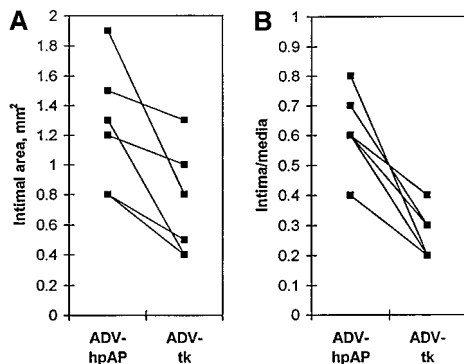 A
Intimal area, mm²
2
1.8
1.6
1.4
1.2
1
0.8
0.6
0.4
0.2
0
ADV-
hpAP
ADV-
tk
B
Intima/media
1
0.9
0.8
0.7
0.6
0.5
0.4
0.3
0.2
0.1
0
ADV-
hpAP
ADV-
tk